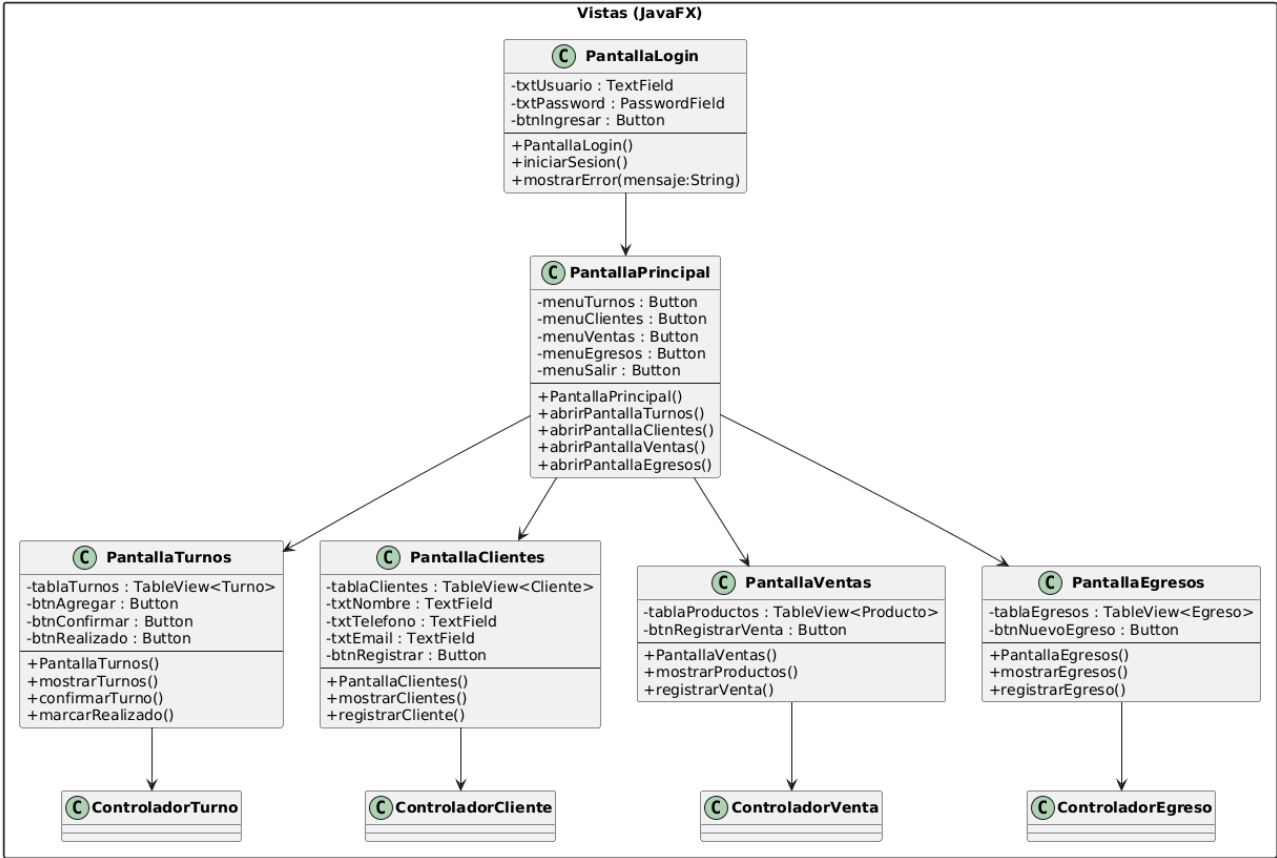 Vistas (JavaFX)
C PantallaLogin
-txtUsuario : TextField
-txtPassword : PasswordField
-btnIngresar : Button
+PantallaLogin()
+iniciarSesion()
+mostrarError(mensaje:String)
C PantallaPrincipal
-menuTurnos : Button
-menuClientes : Button
-menuVentas : Button
-menuEgresos : Button
-menuSalir : Button
+PantallaPrincipal()
+abrirPantallaTurnos()
+abrirPantallaClientes()
+abrirPantallaVentas()
+abrirPantallaEgresos()
C PantallaTurnos
-tablaTurnos : TableView<Turno>
-btnAgregar : Button
-btnConfirmar : Button
-btnRealizado : Button
+PantallaTurnos()
+mostrarTurnos()
+confirmarTurno()
+marcarRealizado()
C PantallaClientes
-tablaClientes : TableView<Cliente>
-txtNombre : TextField
-txtTelefono : TextField
-txtEmail : TextField
-btnRegistrar : Button
+PantallaClientes()
+mostrarClientes()
+registrarCliente()
C PantallaVentas
-tablaProductos : TableView<Producto>
-btnRegistrarVenta : Button
+PantallaVentas()
+mostrarProductos()
+registrarVenta()
C PantallaEgresos
-tablaEgresos : TableView<Egreso>
-btnNuevoEgreso : Button
+PantallaEgresos()
+mostrarEgresos()
+registrarEgreso()
C ControladorTurno
C ControladorCliente
C ControladorVenta
C ControladorEgreso